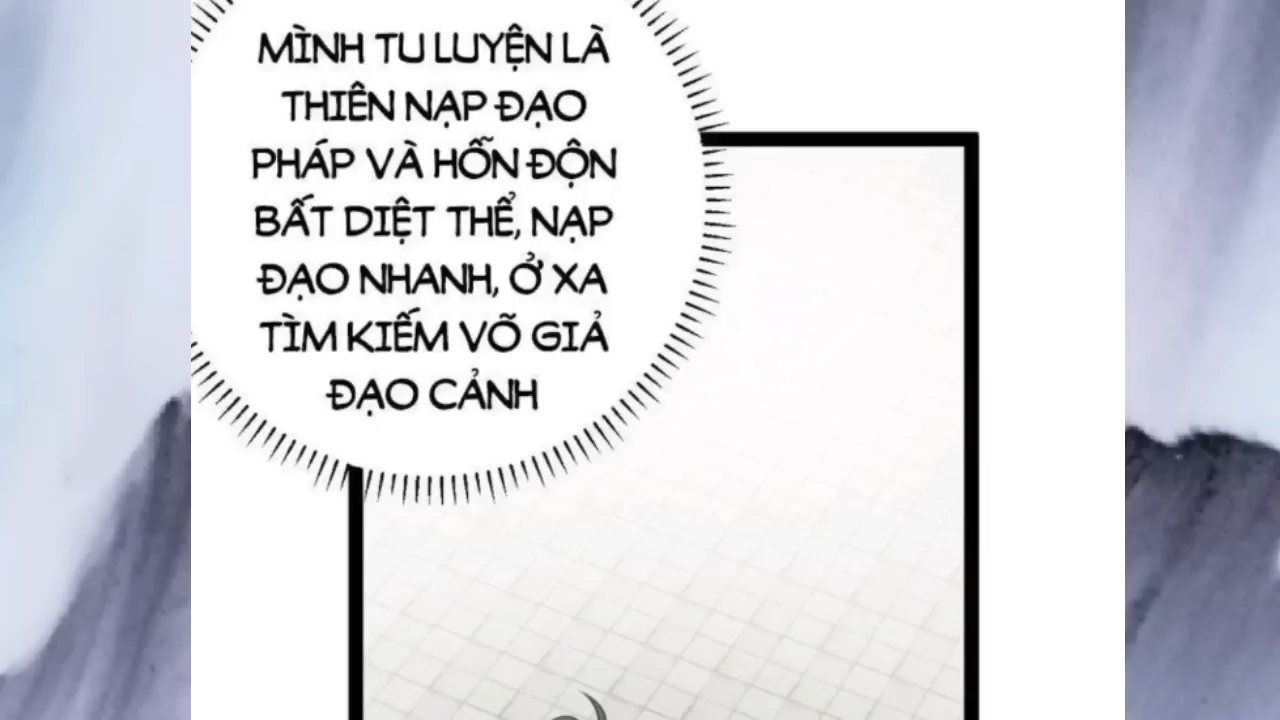 MÌNH TU LUYỆN LÀ
THIÊN NẠP ĐẠO
PHÁP VÀ HỖN ĐỘN
BẤT DIỆT THỂ, NẠP
ĐẠO NHANH, Ở XA
TÌM KIẾM VÕ GIẢ
ĐẠO CẢNH